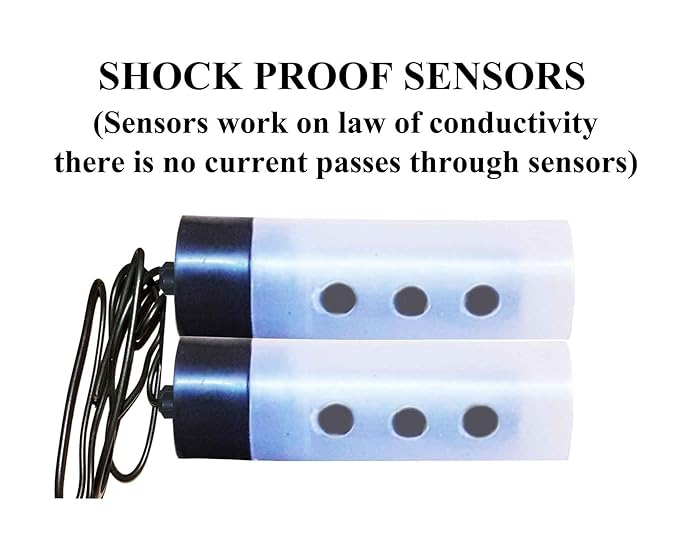 SHOCK PROOF SENSORS
(Sensors work on law of conductivity
there is no current passes through sensors)